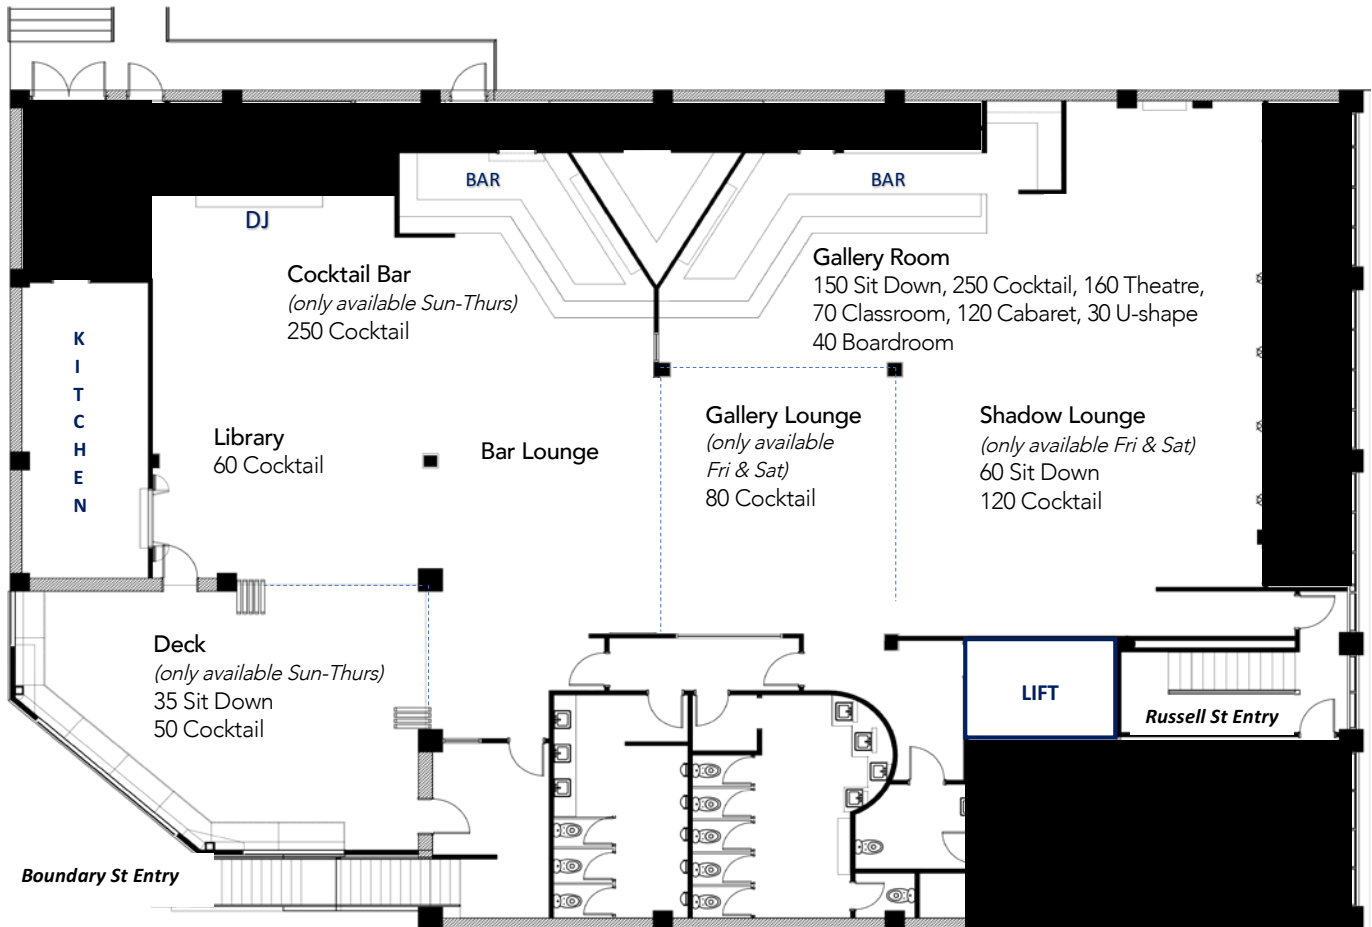 BAR
BAR
DJ
Cocktail Bar
(only available Sun-Thurs)
250 Cocktail
Gallery Room
150 Sit Down, 250 Cocktail, 160 Theatre,
70 Classroom, 120 Cabaret, 30 U-shape
40 Boardroom
K
I
T
C
H
E
N
Library
60 Cocktail
Bar Lounge
Gallery Lounge
(only available
Fri & Sat)
80 Cocktail
Shadow Lounge
(only available Fri & Sat)
60 Sit Down
120 Cocktail
Deck
(only available Sun-Thurs)
35 Sit Down
50 Cocktail
LIFT
Russell St Entry
Boundary St Entry